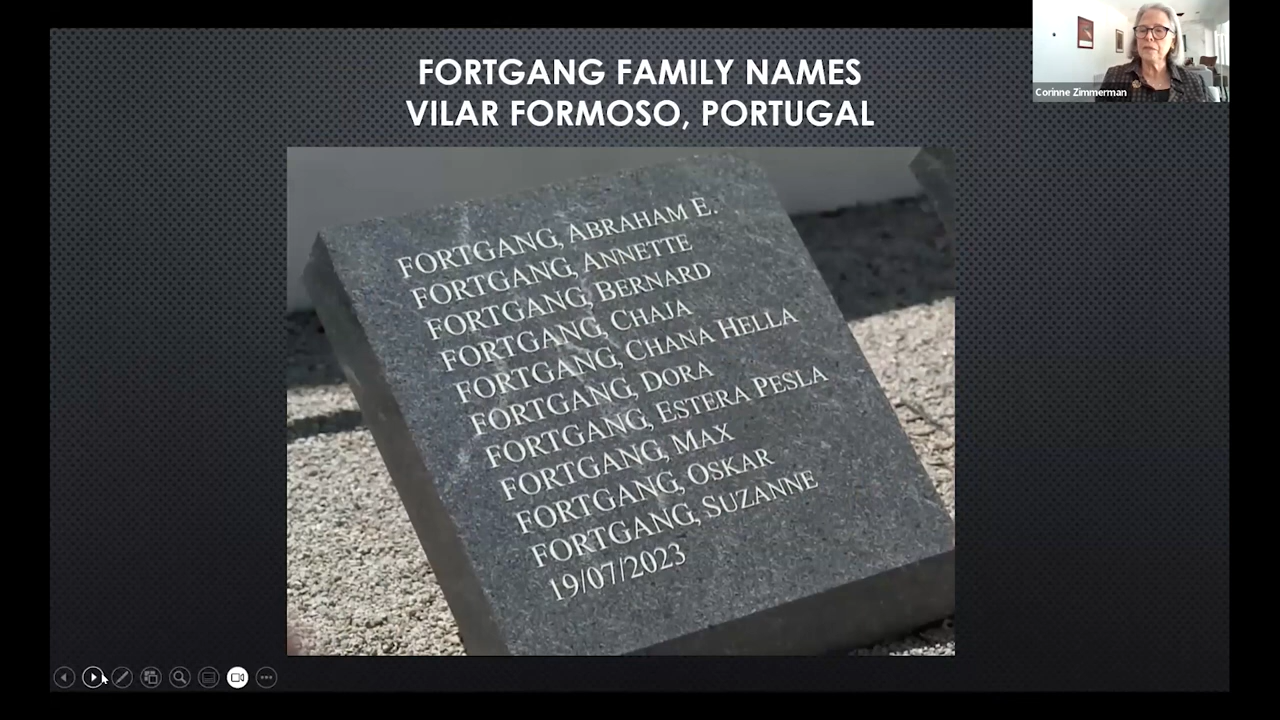 FORTGANG FAMILY NAMES
VILAR FORMOSO, PORTUGAL
Corinne Zimmerman
FORTGANG, ABRAHAM E.
FORTGANG, ANNETTE
FORTGANG, BERNARD
FORTGANG, CHAJA
FORTGANG, CHANA HELLA
FORTGANG, DORA
FORTGANG, ESTERA PESLA
FORTGANG, MAX
FORTGANG, OSKAR
FORTGANG, SUZANNE
19/07/2023